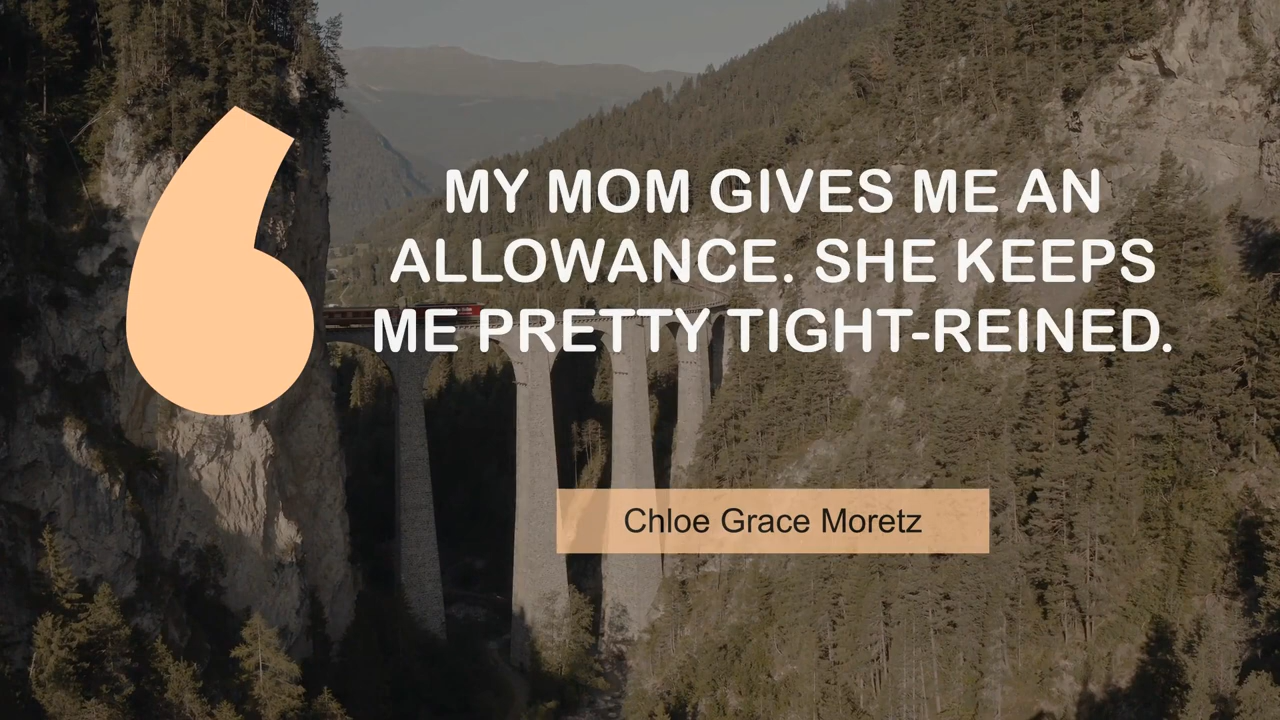 MY MOM GIVES ME AN
ALLOWANCE. SHE KEEPS
ME PRETTY TIGHT-REINED.
Chloe Grace Moretz